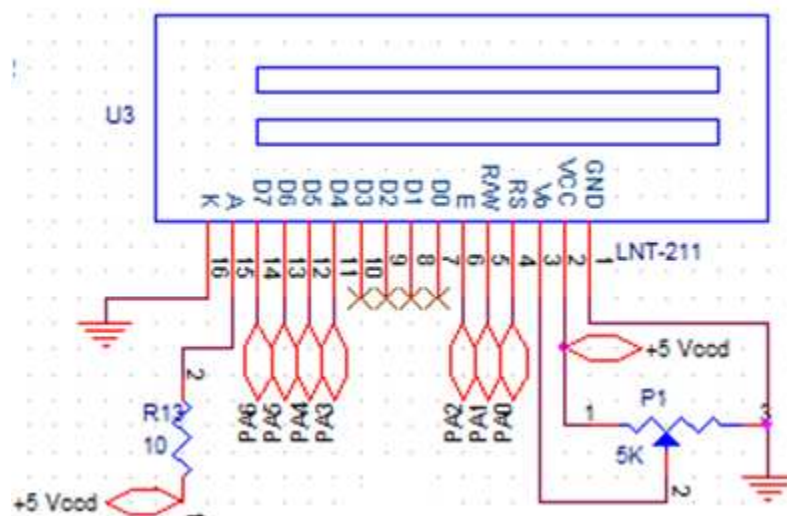 U3
K A D7 D6 D5 D4 D3 D2 D1 D0 E R/W RS Vo VCC GND
16 15 14 13 12 11 10 9 8 7 6 5 4 3 2 1
LNT-211
+5 Vccd
PA6 PA5 PA4 PA3 PA2 PA1 PA0
P1
1 3
5K
2
2
R13
10
+5 Vccd